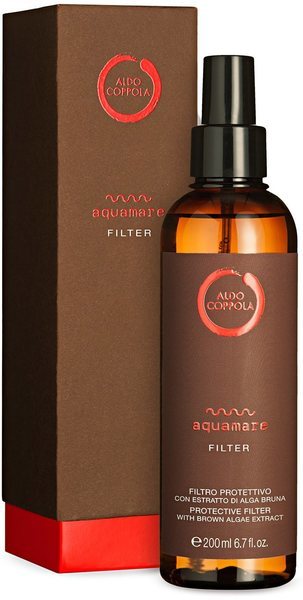 ALDO
COPPOLA
aquamare
FILTER
ALDO
COPPOLA
aquamare
FILTER
FILTRO PROTETTIVO
CON ESTRATTO DI ALGA BRUNA
PROTECTIVE FILTER
WITH BROWN ALGAE EXTRACT
℮ 200 ml 6.7 fl. oz.